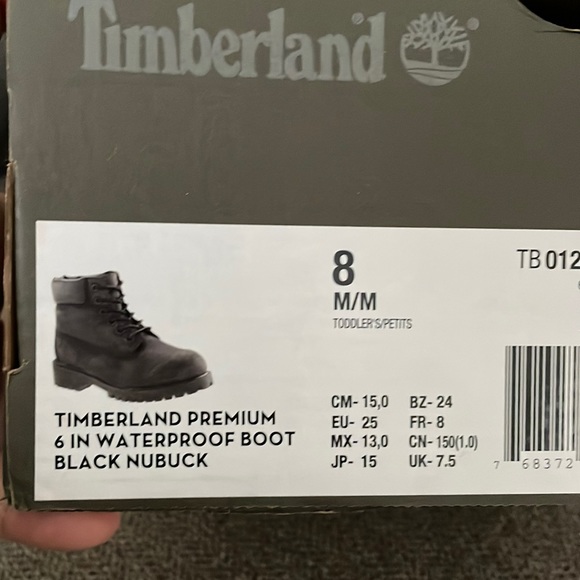 Timberland® ®
8
M/M
TODDLER'S/PETITS
TB 012
TIMBERLAND PREMIUM
6 IN WATERPROOF BOOT
BLACK NUBUCK
CM- 15,0 BZ- 24
EU- 25 FR- 8
MX- 13,0 CN- 150(1.0)
JP- 15 UK- 7.5
7 68372